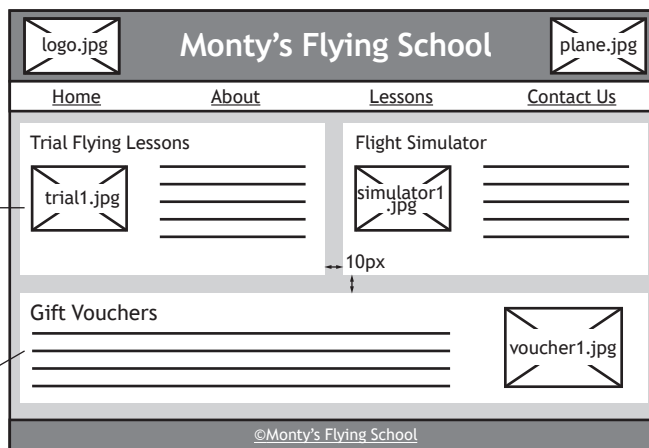 logo.jpg
Monty's Flying School
plane.jpg
Home About Lessons Contact Us
Trial Flying Lessons
trial1.jpg
Flight Simulator
simulator1
.jpg
10px
Gift Vouchers
voucher1.jpg
©Monty's Flying School